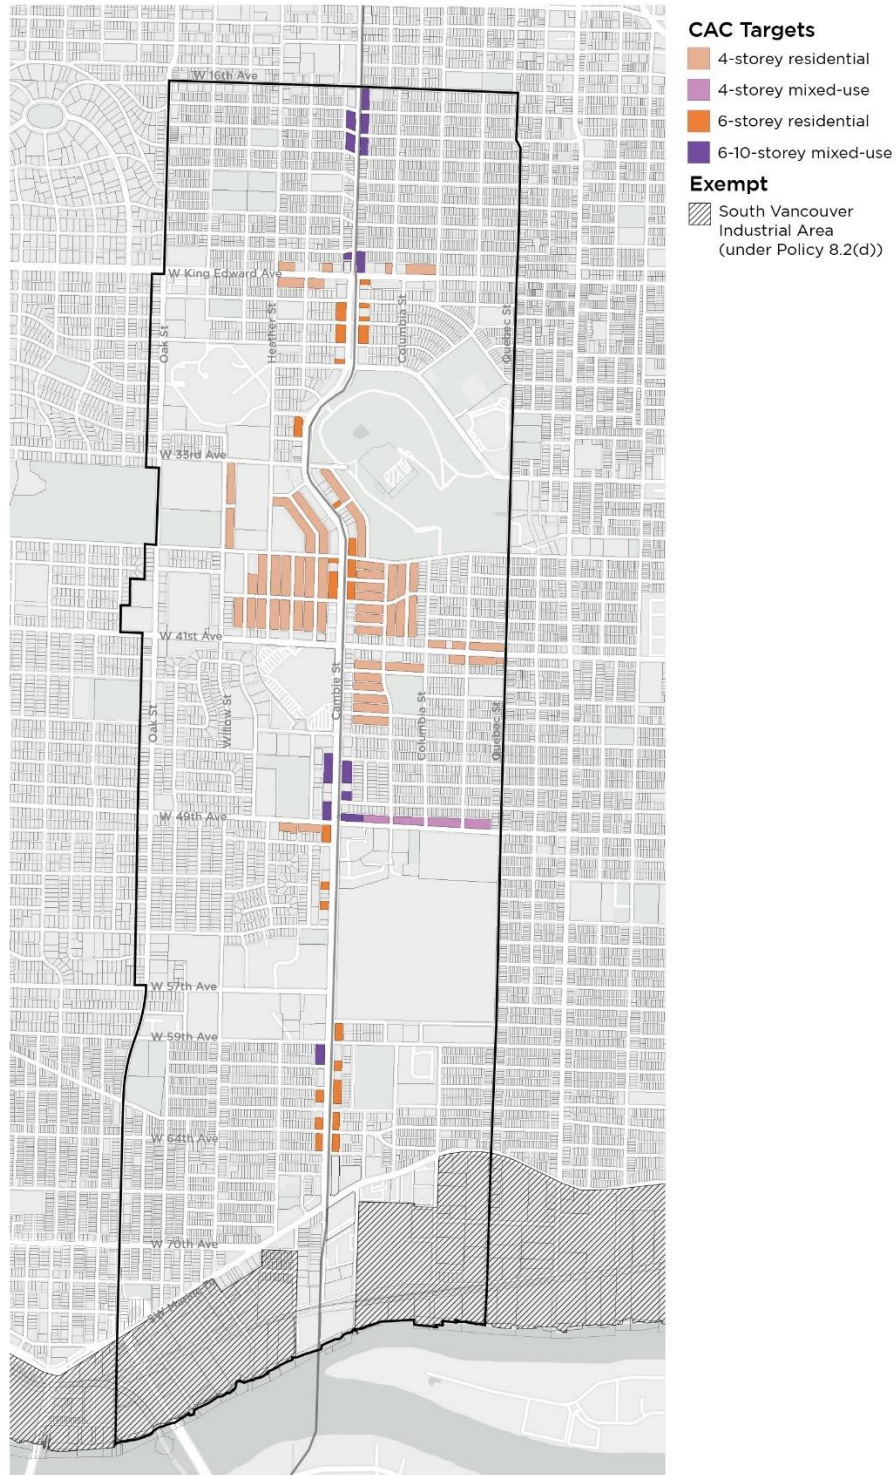 CAC Targets
4-storey residential
4-storey mixed-use
6-storey residential
6-10-storey mixed-use
Exempt
South Vancouver
Industrial Area
(under Policy 8.2(d))
W 16th Ave
W King Edward Ave
Oak St
Heather St
Columbia St
Quebec St
W 33rd Ave
W 41st Ave
Oak St
Willow St
Cambie St
Columbia St
Quebec St
W 49th Ave
W 57th Ave
W 59th Ave
W 64th Ave
W 70th Ave
SW Marine Dr